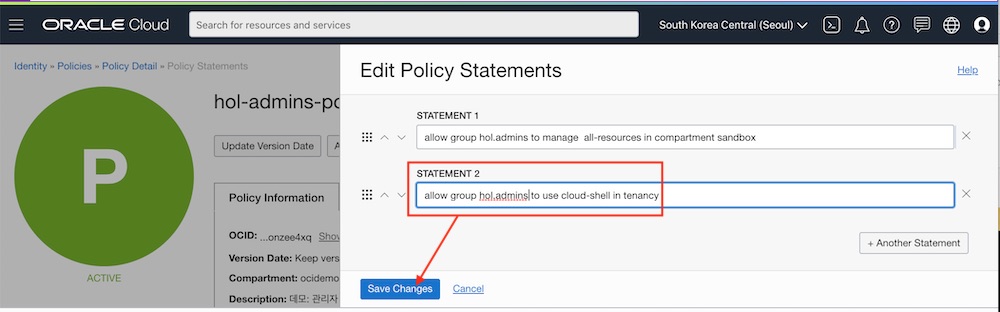 ORACLE Cloud
Search for resources and services
South Korea Central (Seoul)
Identity » Policies » Policy Detail » Policy Statements
P
ACTIVE
hol-admins-po
Update Version Date
A
Policy Information
OCID: ...onzee4xq Show
Version Date: Keep vers
Compartment: ocidemo
Description: 데모: 관리자
Edit Policy Statements
Help
STATEMENT 1
allow group hol.admins to manage  all-resources in compartment sandbox
STATEMENT 2
allow group hol.admins to use cloud-shell in tenancy
+ Another Statement
Save Changes
Cancel